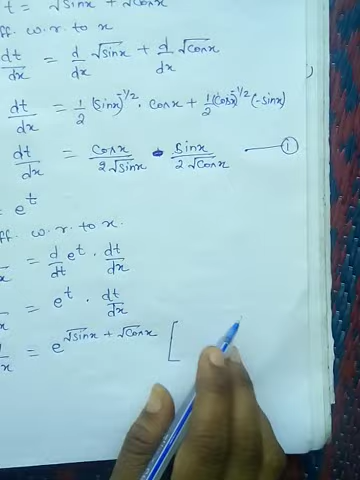 t = √sinx + √cosx
ff. w.r. to x
dt/dx = d/dx √sinx + d/dx √cosx
dt/dx = 1/2 (sinx)^-1/2 . cosx + 1/2 (cosx)^-1/2 (-sinx)
dt/dx = cosx/2√sinx - sinx/2√cosx —— ①
= e^t
ff. w.r. to x.
= d/dt e^t . dt/dx
= e^t . dt/dx
= e^√sinx + √cosx [